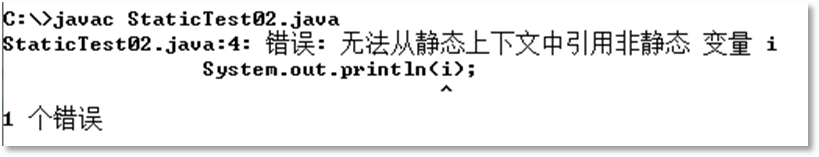 C:\>javac StaticTest02.java
StaticTest02.java:4: 错误: 无法从静态上下文中引用非静态 变量 i
System.out.println(i);
^
1 个错误